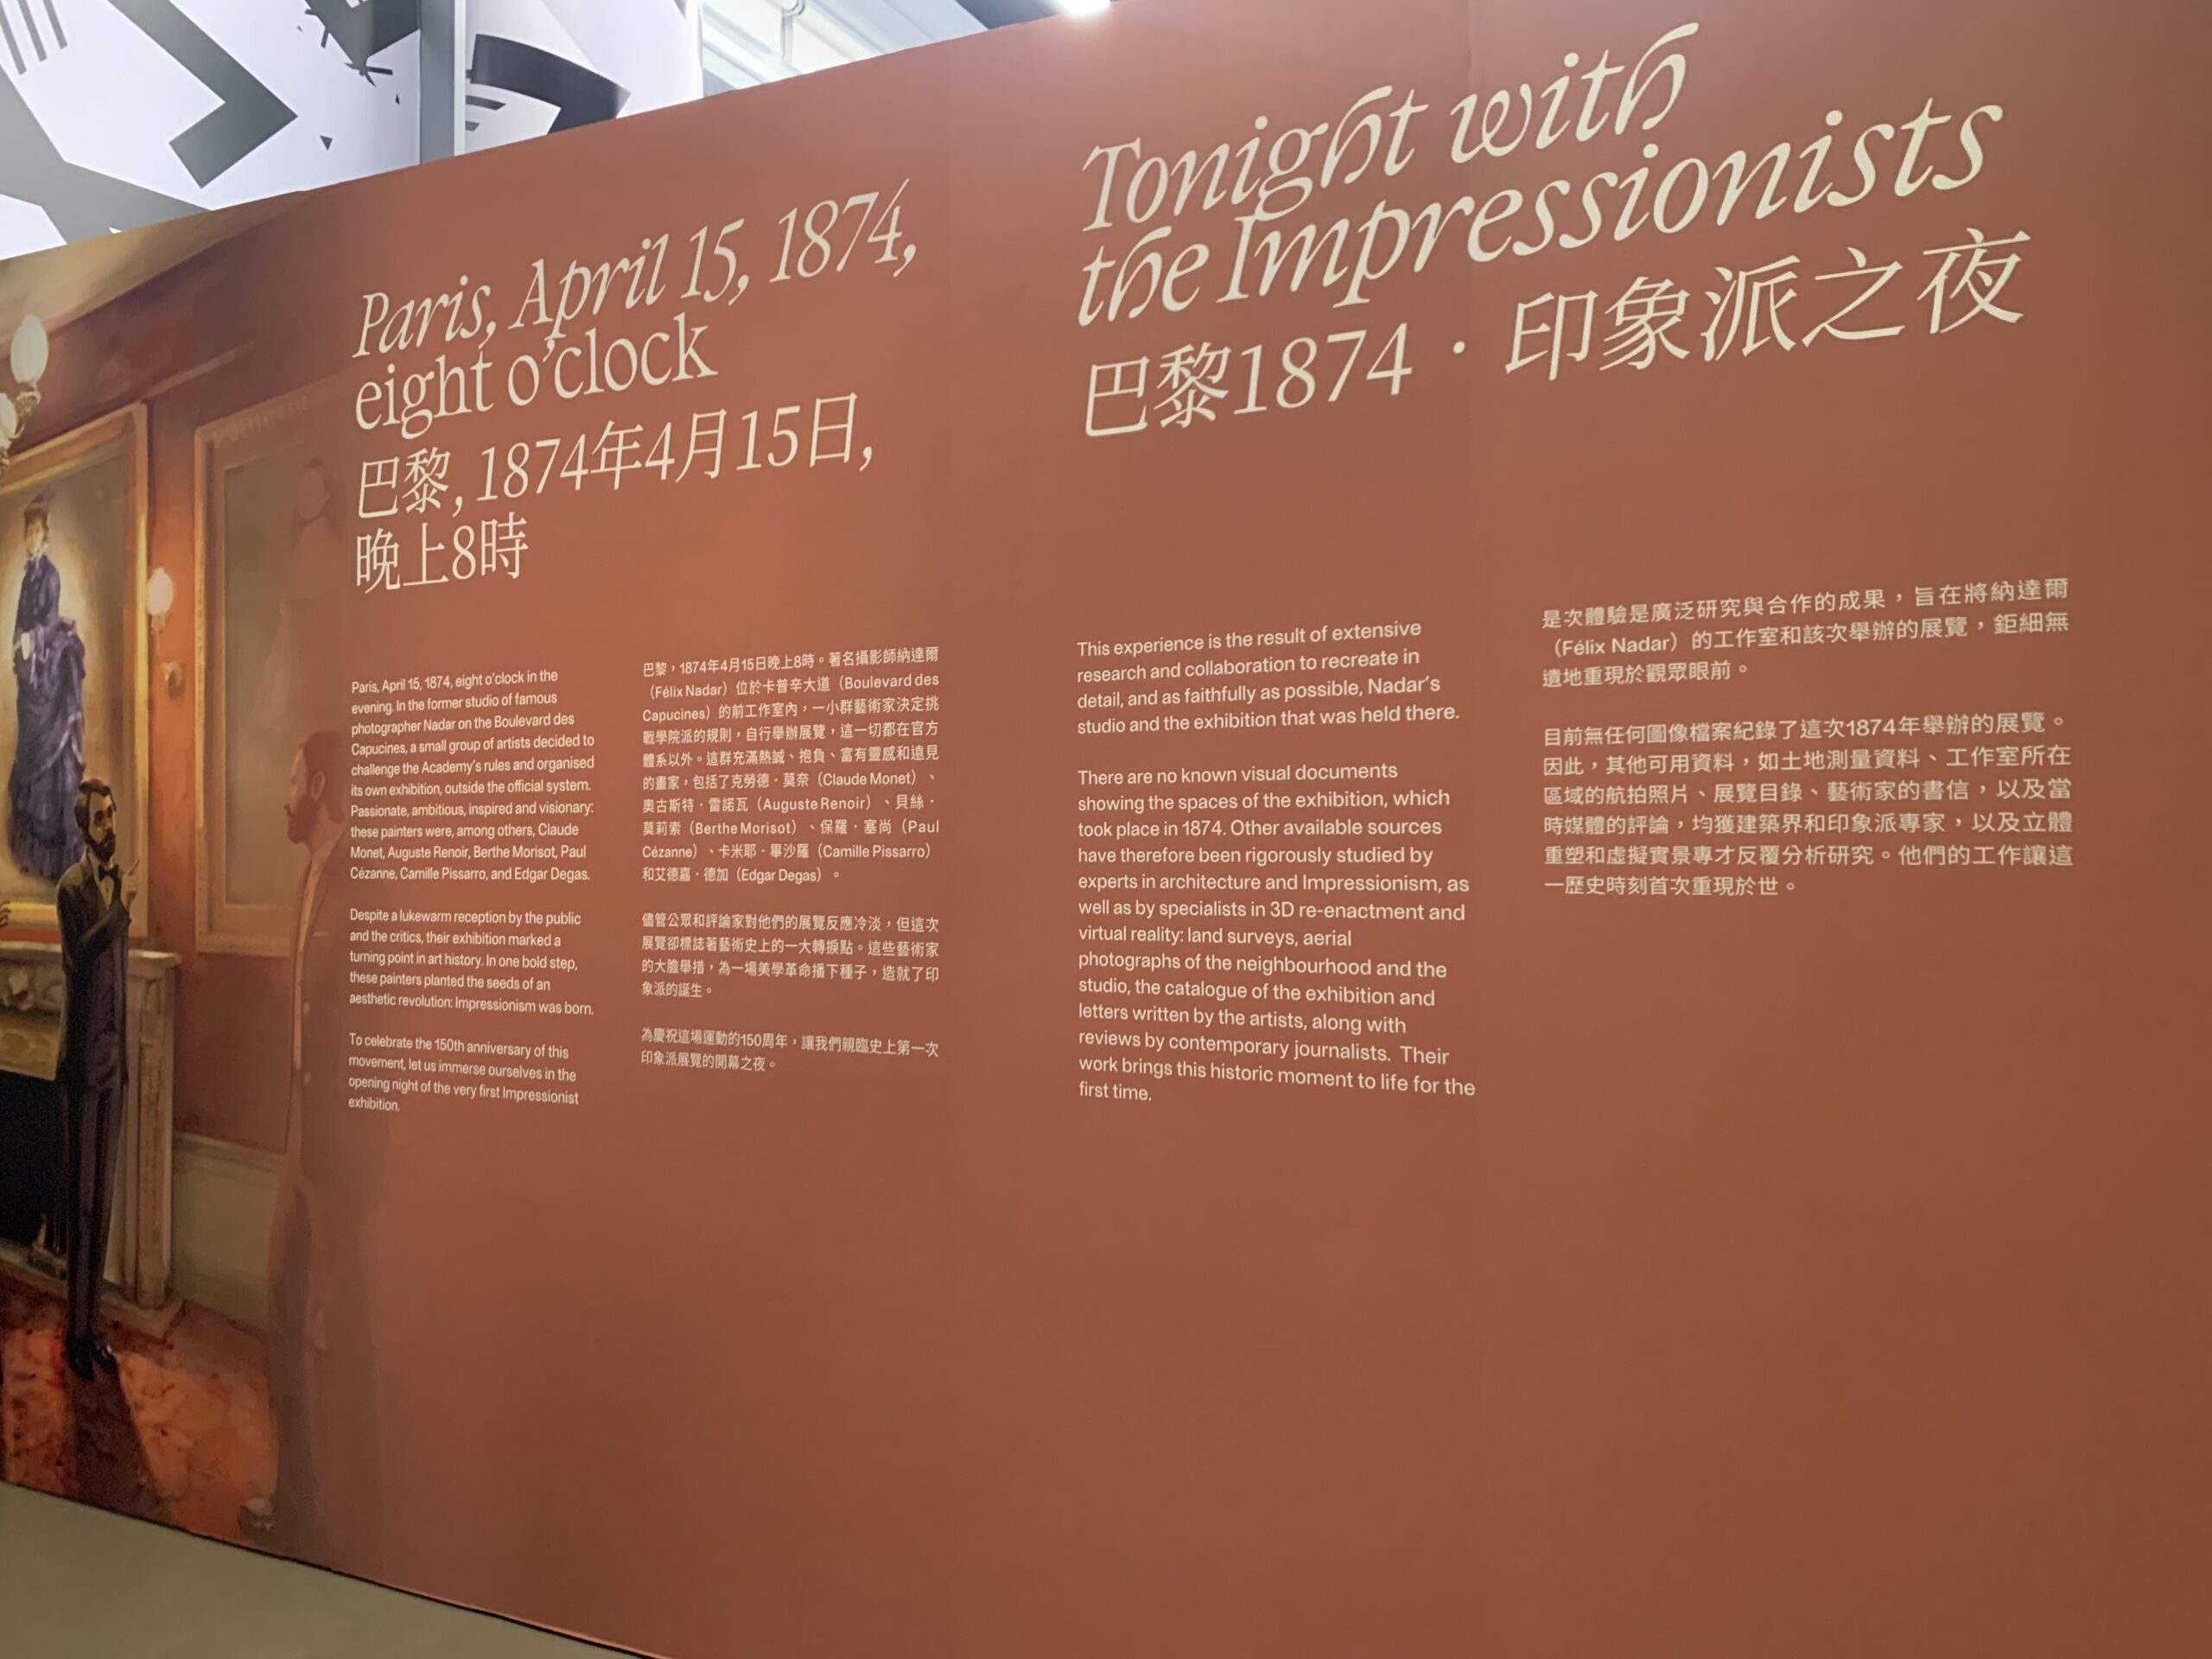 Paris, April 15, 1874,
eight o'clock
巴黎, 1874年4月15日,
晚上8時
Paris, April 15, 1874, eight o'clock in the
evening. In the former studio of famous
photographer Nadar on the Boulevard des
Capucines, a small group of artists decided to
challenge the Academy's rules and organised
its own exhibition, outside the official system.
Passionate, ambitious, inspired and visionary:
these painters were, among others, Claude
Monet, Auguste Renoir, Berthe Morisot, Paul
Cézanne, Camille Pissarro, and Edgar Degas.
Despite a lukewarm reception by the public
and the critics, their exhibition marked a
turning point in art history. In one bold step,
these painters planted the seeds of an
aesthetic revolution: Impressionism was born.
To celebrate the 150th anniversary of this
movement, let us immerse ourselves in the
opening night of the very first Impressionist
exhibition.
巴黎，1874年4月15日晚上8時。著名攝影師納達爾
（Félix Nadar）位於卡普辛大道（Boulevard des
Capucines）的前工作室內，一小群藝術家決定挑
戰學院派的規則，自行舉辦展覽，這一切都在官方
體系以外。這群充滿熱誠、抱負、富有靈感和遠見
的畫家，包括了克勞德．莫奈（Claude Monet）、
奧古斯特．雷諾瓦（Auguste Renoir）、貝絲．
莫莉索（Berthe Morisot）、保羅．塞尚（Paul
Cézanne）、卡米耶．畢沙羅（Camille Pissarro）
和艾德嘉．德加（Edgar Degas）。
儘管公眾和評論家對他們的展覽反應冷淡，但這次
展覽卻標誌著藝術史上的一大轉捩點。這些藝術家
的大膽舉措，為一場美學革命播下種子，造就了印
象派的誕生。
為慶祝這場運動的150周年，讓我們親臨史上第一次
印象派展覽的開幕之夜。
Tonight with
the Impressionists
巴黎1874．印象派之夜
This experience is the result of extensive
research and collaboration to recreate in
detail, and as faithfully as possible, Nadar's
studio and the exhibition that was held there.
There are no known visual documents
showing the spaces of the exhibition, which
took place in 1874. Other available sources
have therefore been rigorously studied by
experts in architecture and Impressionism, as
well as by specialists in 3D re-enactment and
virtual reality: land surveys, aerial
photographs of the neighbourhood and the
studio, the catalogue of the exhibition and
letters written by the artists, along with
reviews by contemporary journalists. Their
work brings this historic moment to life for the
first time.
是次體驗是廣泛研究與合作的成果，旨在將納達爾
（Félix Nadar）的工作室和該次舉辦的展覽，鉅細無
遺地重現於觀眾眼前。
目前無任何圖像檔案紀錄了這次1874年舉辦的展覽。
因此，其他可用資料，如土地測量資料、工作室所在
區域的航拍照片、展覽目錄、藝術家的書信，以及當
時媒體的評論，均獲建築界和印象派專家，以及立體
重塑和虛擬實景專才反覆分析研究。他們的工作讓這
一歷史時刻首次重現於世。